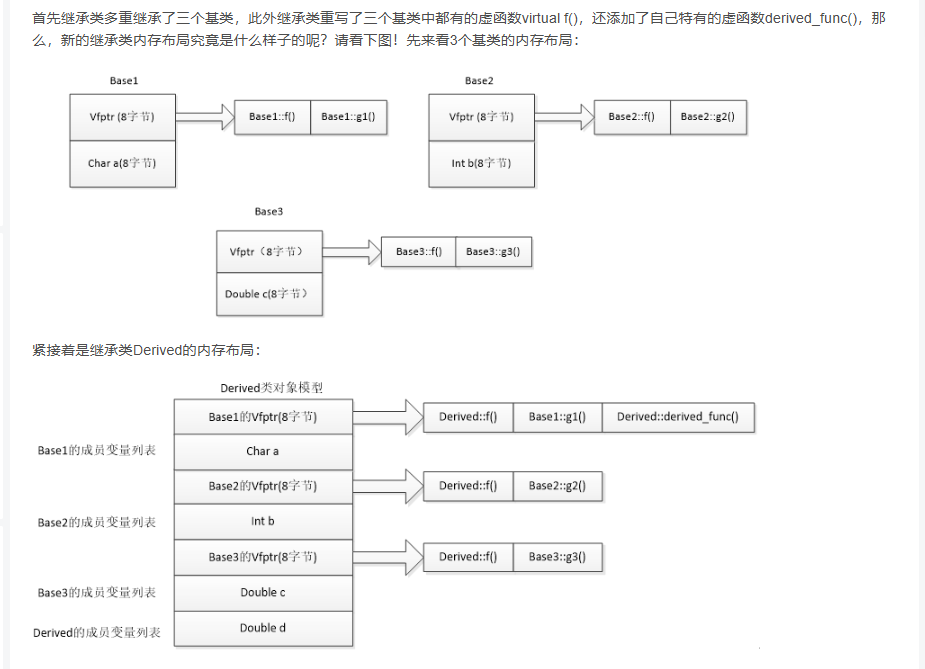 首先继承类多重继承了三个基类，此外继承类重写了三个基类中都有的虚函数virtual f()，还添加了自己特有的虚函数derived_func()，那
么，新的继承类内存布局究竟是什么样子的呢？请看下图！先来看3个基类的内存布局：
Base1
Base2
Vfptr (8字节)
Base1::f()
Base1::g1()
Vfptr (8字节)
Base2::f()
Base2::g2()
Char a(8字节)
Int b(8字节)
Base3
Vfptr（8字节）
Base3::f()
Base3::g3()
Double c(8字节）
紧接着是继承类Derived的内存布局：
Derived类对象模型
Base1的Vfptr(8字节)
Derived::f()
Base1::g1()
Derived::derived_func()
Base1的成员变量列表
Char a
Base2的Vfptr(8字节)
Derived::f()
Base2::g2()
Base2的成员变量列表
Int b
Base3的Vfptr(8字节)
Derived::f()
Base3::g3()
Base3的成员变量列表
Double c
Derived的成员变量列表
Double d